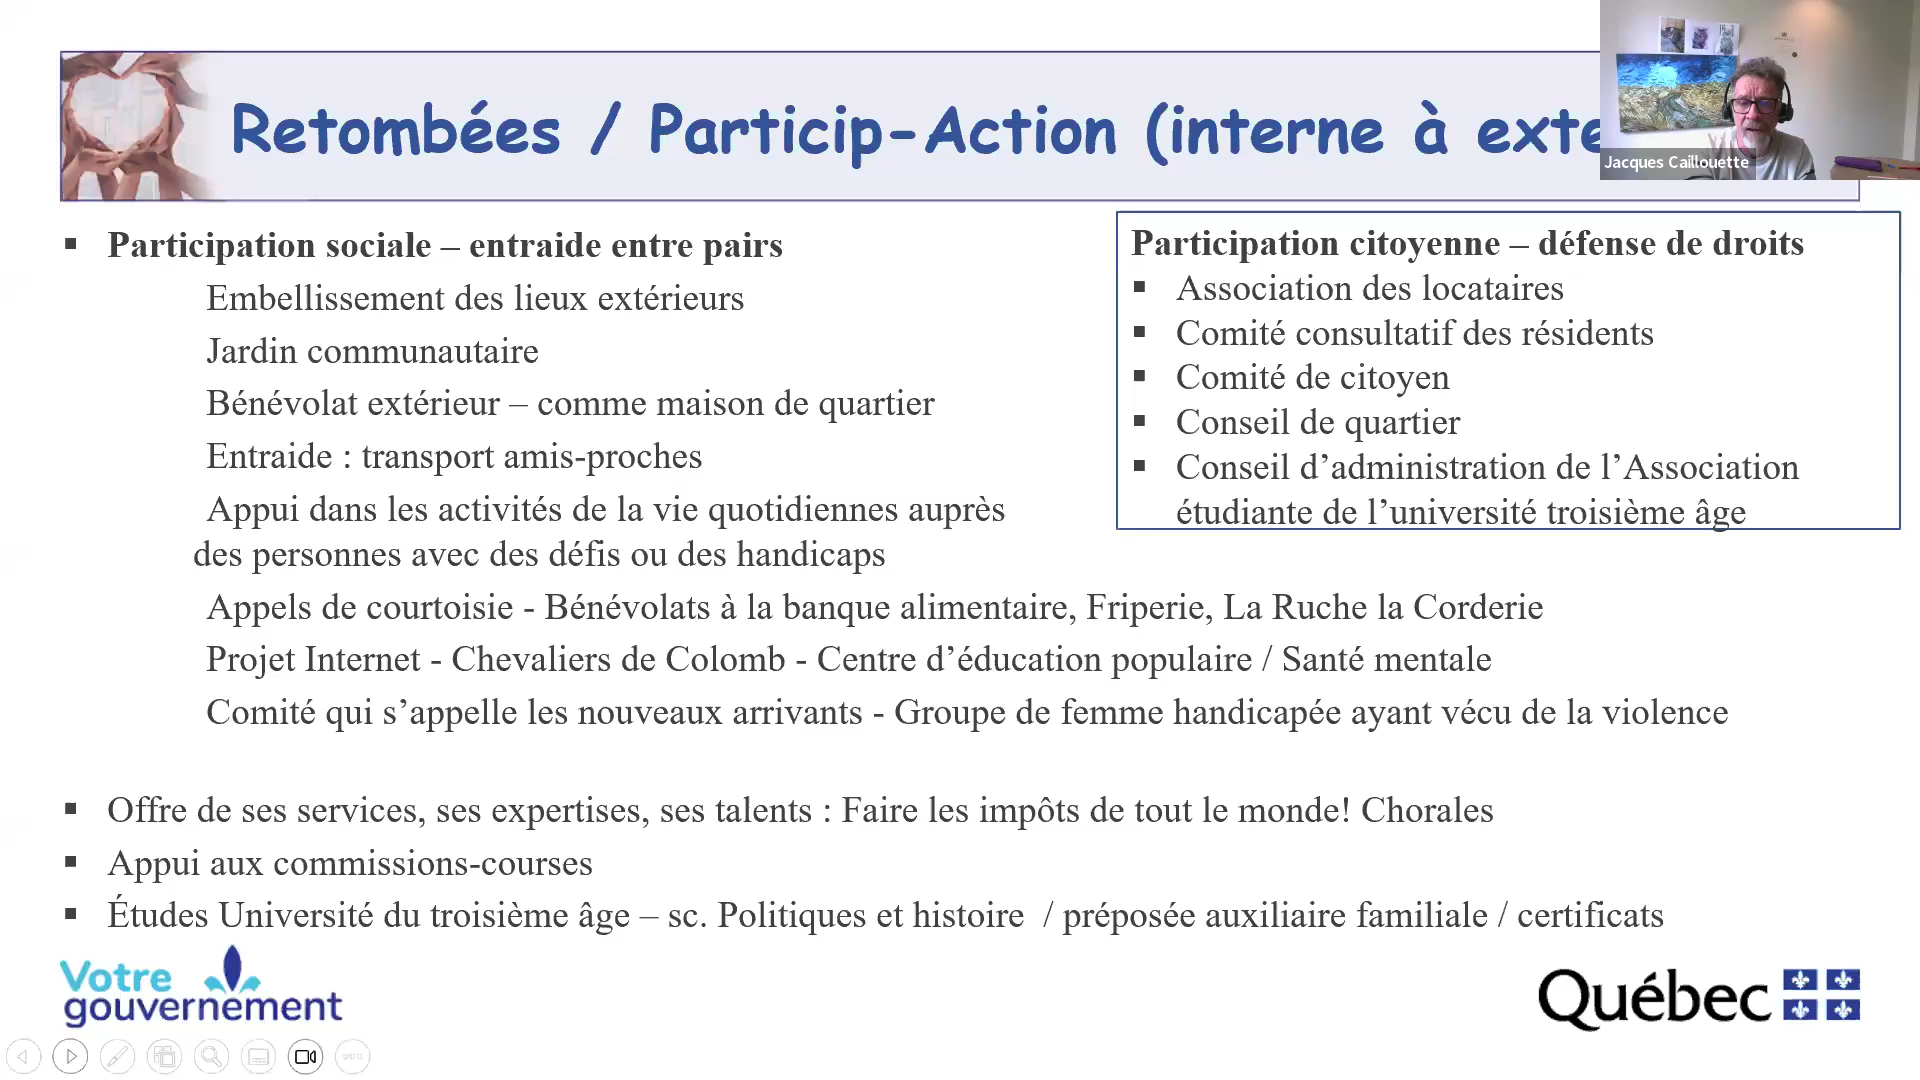 Retombées / Particip-Action (interne à exte
Jacques Caillouette
▪ Participation sociale – entraide entre pairs
Embellissement des lieux extérieurs
Jardin communautaire
Bénévolat extérieur – comme maison de quartier
Entraide : transport amis-proches
Appui dans les activités de la vie quotidiennes auprès
des personnes avec des défis ou des handicaps
Appels de courtoisie - Bénévolats à la banque alimentaire, Friperie, La Ruche la Corderie
Projet Internet - Chevaliers de Colomb - Centre d’éducation populaire / Santé mentale
Comité qui s’appelle les nouveaux arrivants - Groupe de femme handicapée ayant vécu de la violence
Participation citoyenne – défense de droits
▪ Association des locataires
▪ Comité consultatif des résidents
▪ Comité de citoyen
▪ Conseil de quartier
▪ Conseil d’administration de l’Association
étudiante de l’université troisième âge
▪ Offre de ses services, ses expertises, ses talents : Faire les impôts de tout le monde! Chorales
▪ Appui aux commissions-courses
▪ Études Université du troisième âge – sc. Politiques et histoire / préposée auxiliaire familiale / certificats
Votre
gouvernement
Québec